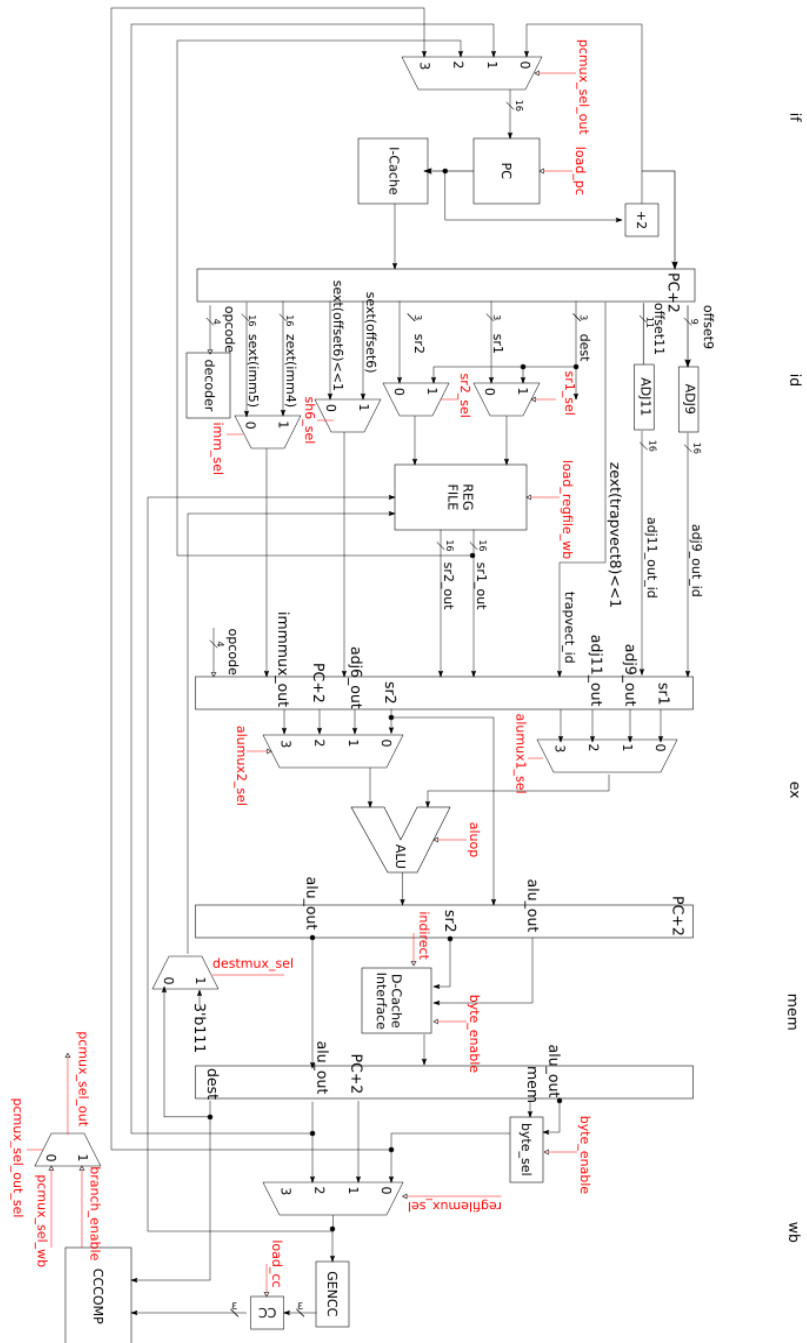 if
id
ex
mem
wb
pcmux_sel_out
0
1
2
3
16
load_pc
PC
I-Cache
+2
PC+2
offset9
9
ADJ9
16
adj9_out_id
offset11
11
ADJ11
16
adj11_out_id
zext(trapvect8)<<1
trapvect_id
dest
3
sr1
3
sr2
3
sr1_sel
1
0
sr2_sel
1
0
load_regfile_wb
REG
FILE
16
sr1_out
16
sr2_out
sext(offset6)
sext(offset6)<<1
1
0
sh6_sel
zext(imm4)
16
sext(imm5)
16
1
0
imm_sel
opcode
4
decoder
opcode
4
sr1
adj9_out
adj11_out
sr2
adj6_out
PC+2
immmux_out
alumux1_sel
0
1
2
3
alumux2_sel
0
1
2
3
aluop
ALU
PC+2
alu_out
sr2
alu_out
indirect
D-Cache
Interface
byte_enable
destmux_sel
1
0
3'b111
alu_out
mem
PC+2
alu_out
dest
byte_sel
byte_enable
regfilemux_sel
0
1
2
3
GENCC
3
CC
load_cc
3
CCCOMP
branch_enable
pcmux_sel_wb
1
0
pcmux_sel_out_sel
pcmux_sel_out